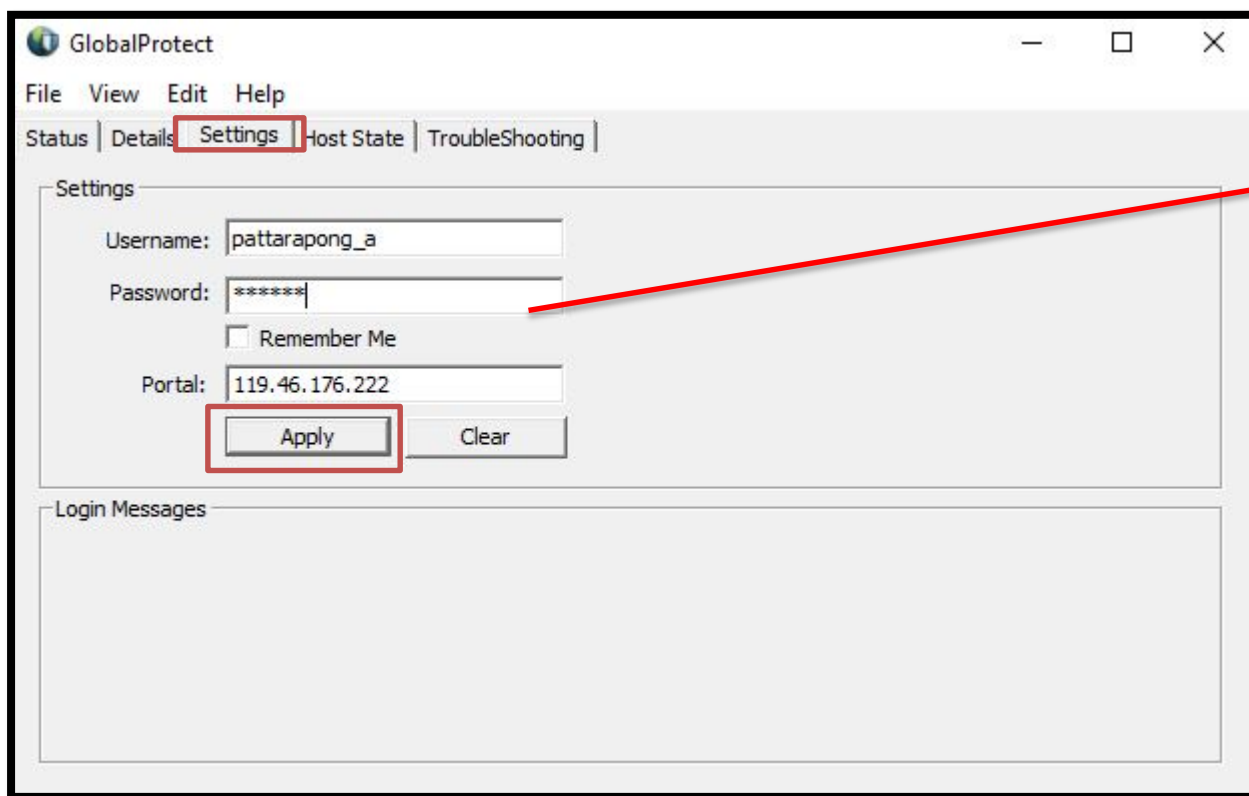 GlobalProtect
File View Edit Help
Status Details Settings Host State TroubleShooting
Settings
Username: pattarapong_a
Password: ******
Remember Me
Portal: 119.46.176.222
Apply Clear
Login Messages